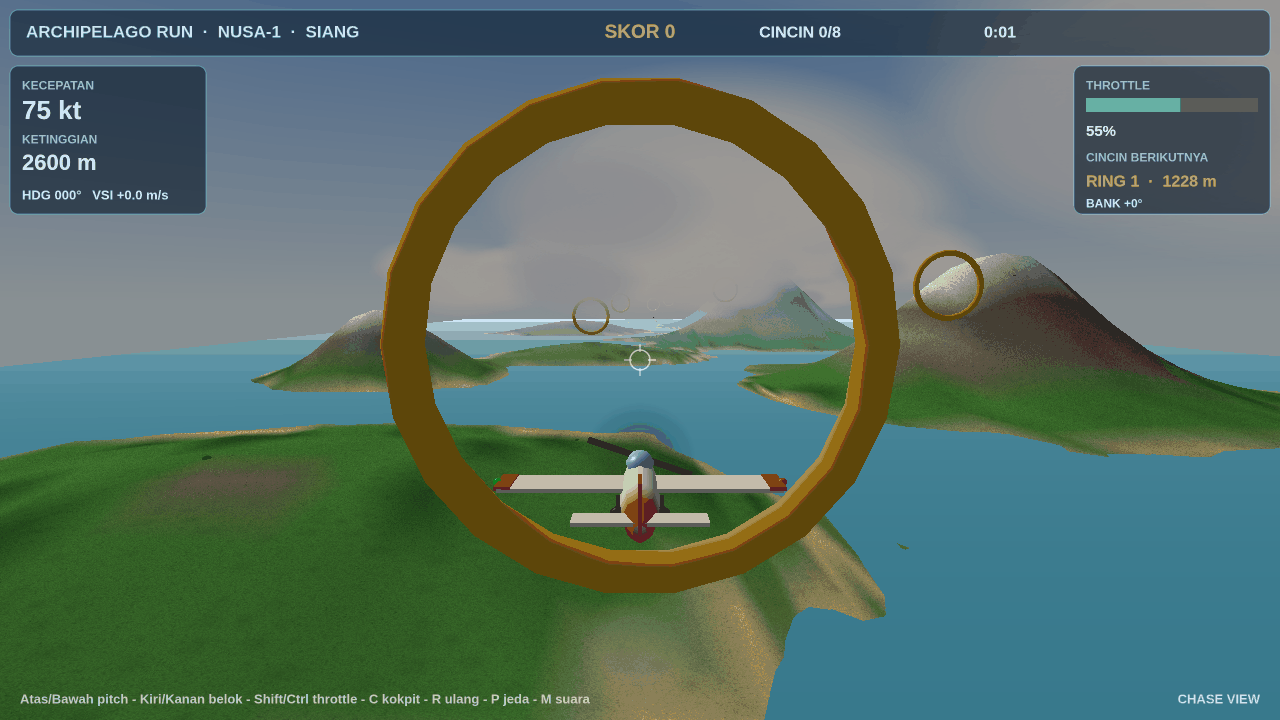 ARCHIPELAGO RUN · NUSA-1 · SIANG
SKOR 0
CINCIN 0/8
0:01
KECEPATAN
75 kt
KETINGGIAN
2600 m
HDG 000° VSI +0.0 m/s
THROTTLE
55%
CINCIN BERIKUTNYA
RING 1 · 1228 m
BANK +0°
Atas/Bawah pitch - Kiri/Kanan belok - Shift/Ctrl throttle - C kokpit - R ulang - P jeda - M suara
CHASE VIEW